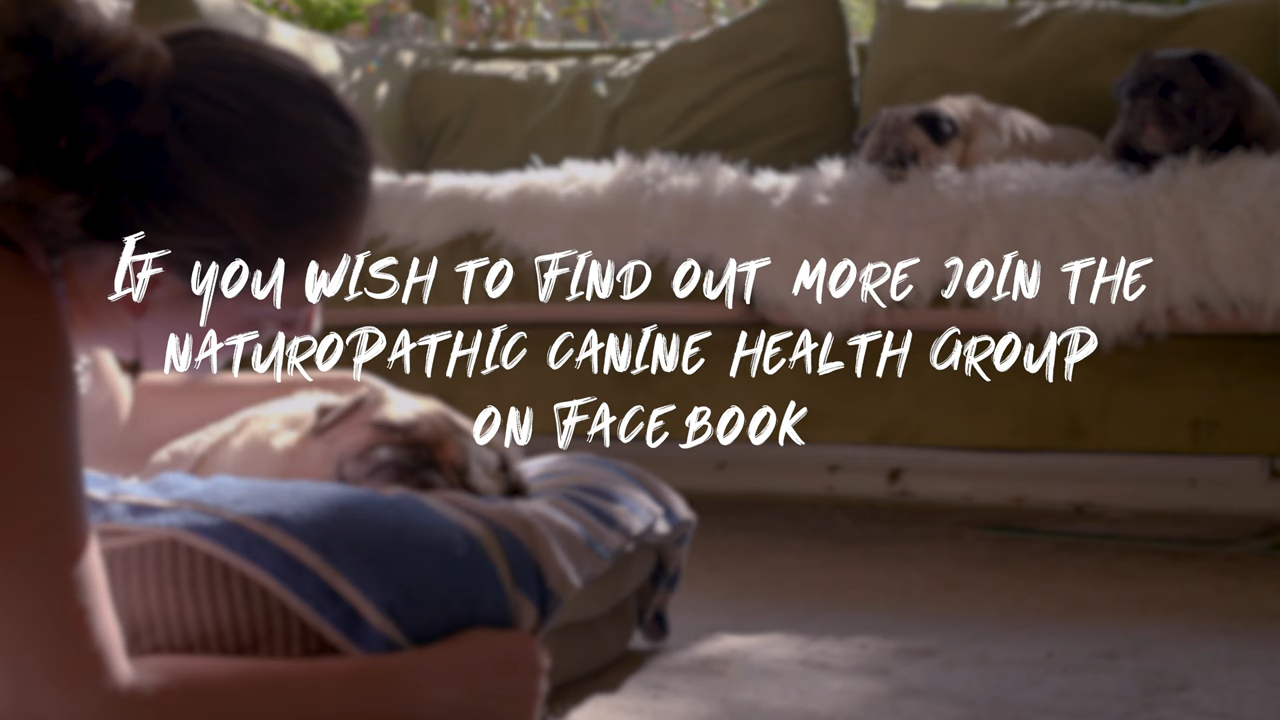 If you wish to find out more join the
naturopathic canine health group
on Facebook